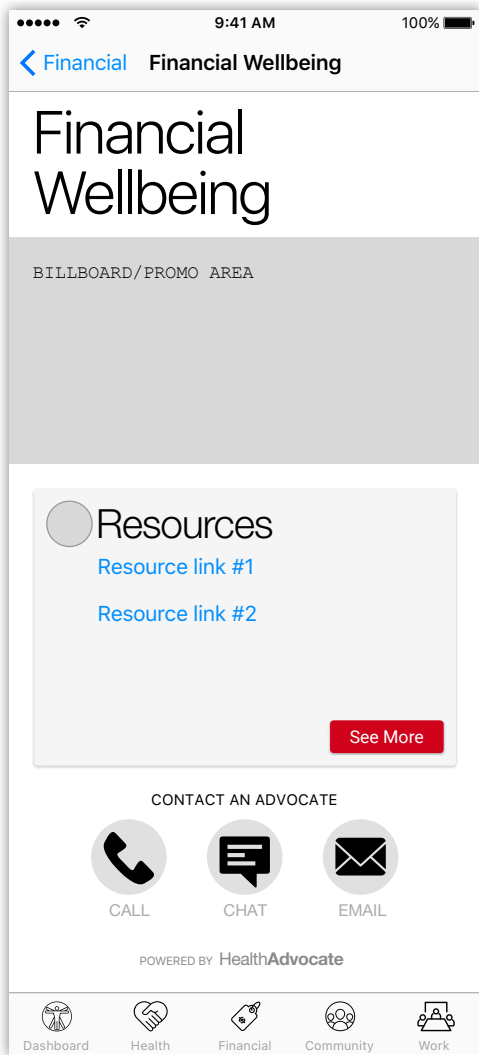 9:41 AM
100%
Financial
Financial Wellbeing
Financial
Wellbeing
BILLBOARD/PROMO AREA
Resources
Resource link #1
Resource link #2
See More
CONTACT AN ADVOCATE
CALL
CHAT
EMAIL
POWERED BY HealthAdvocate
Dashboard
Health
Financial
Community
Work